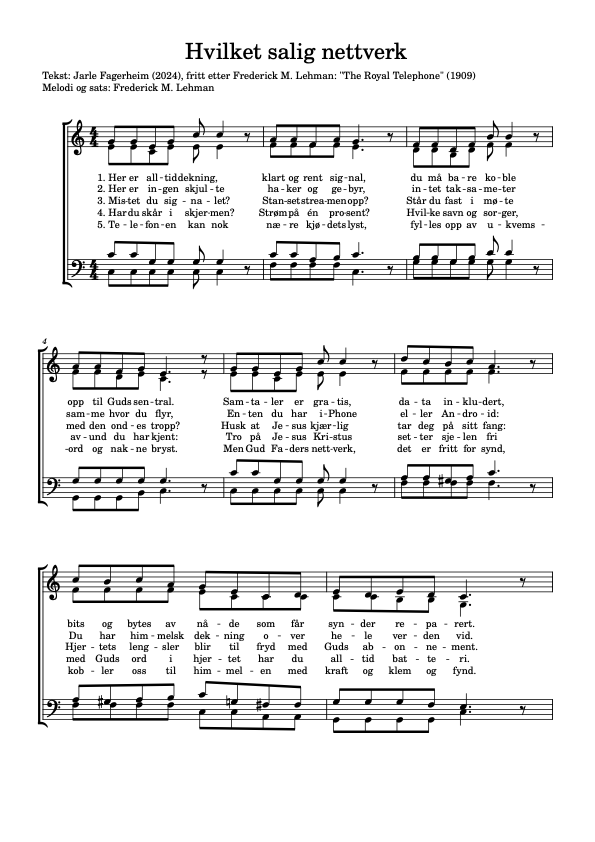 Hvilket salig nettverk
Tekst: Jarle Fagerheim (2024), fritt etter Frederick M. Lehman: "The Royal Telephone" (1909)
Melodi og sats: Frederick M. Lehman
1. Her er all-tid dekning, klart og rent sig-nal, du må ba-re ko-ble
2. Her er in-gen skjul-te ha-ker og ge-byr, in-tet tak-sa-me-ter
3. Mis-tet du sig-na-let? Stan-set strea-men opp? Står du fast i mø-te
4. Har du skår i skjer-men? Strøm på én pro-sent? Hvil-ke savn og sor-ger,
5. Te-le-fon-en kan nok næ-re kjø-dets lyst, fyl-les opp av u-kvems-
4
opp til Guds sen-tral. Sam-ta-ler er gra-tis, da-ta in-klu-dert,
sam-me hvor du flyr, En-ten du har i-Phone el-ler An-dro-id:
med den ond-es tropp? Husk at Je-sus kjær-lig tar deg på sitt fang:
av-und du har kjent: Tro på Je-sus Kri-stus set-ter sje-len fri
-ord og nak-ne bryst. Men Gud Fa-ders nett-verk, det er fritt for synd,
bits og bytes av nå-de som får syn-der re-pa-rert.
Du har him-melsk dek-ning o-ver he-le ver-den vid.
Hjer-tets leng-sler blir til fryd med Guds ab-on-ne-ment.
med Guds ord i hjer-tet har du all-tid bat-te-ri.
kob-ler oss til him-mel-en med kraft og klem og fynd.